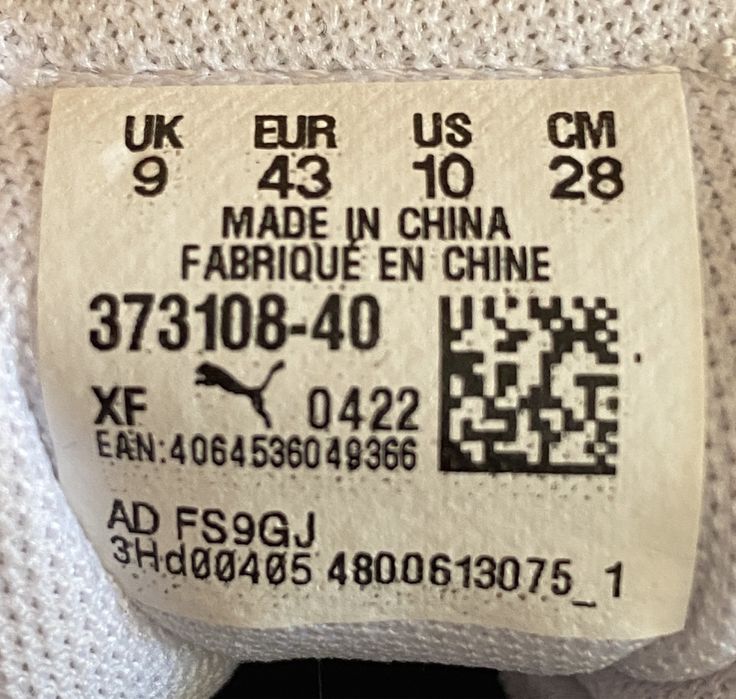 UK EUR US CM
9 43 10 28
MADE IN CHINA
FABRIQUÉ EN CHINE
373108-40
XF 0422
EAN:4064536049366
AD FS9GJ
3Hd00405 4800613075_1